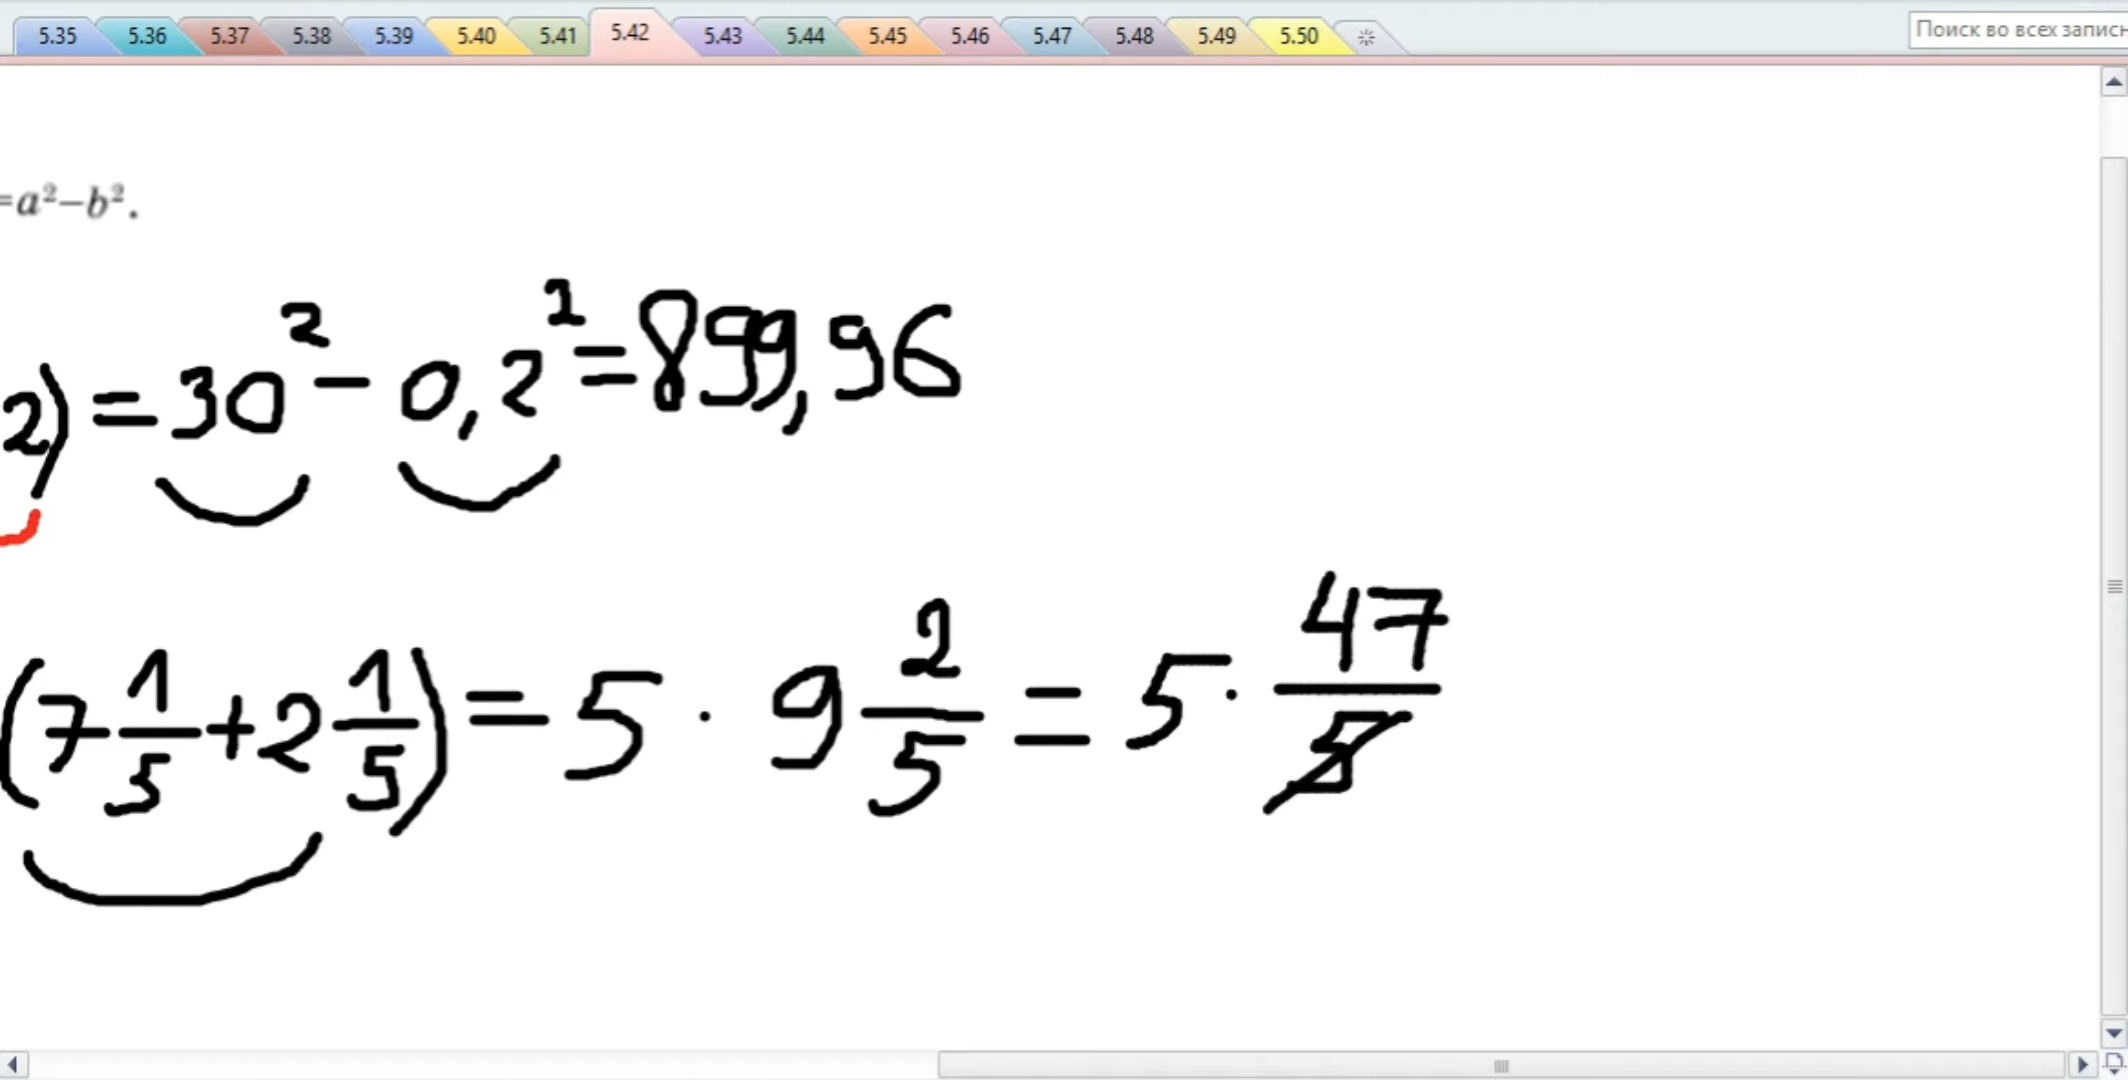 5.35 5.36 5.37 5.38 5.39 5.40 5.41 5.42 5.43 5.44 5.45 5.46 5.47 5.48 5.49 5.50
Поиск во всех запис
=a²−b².
2) = 30² − 0,2² = 899,96
(7 1/5 + 2 1/5) = 5 · 9 2/5 = 5 · 47/5